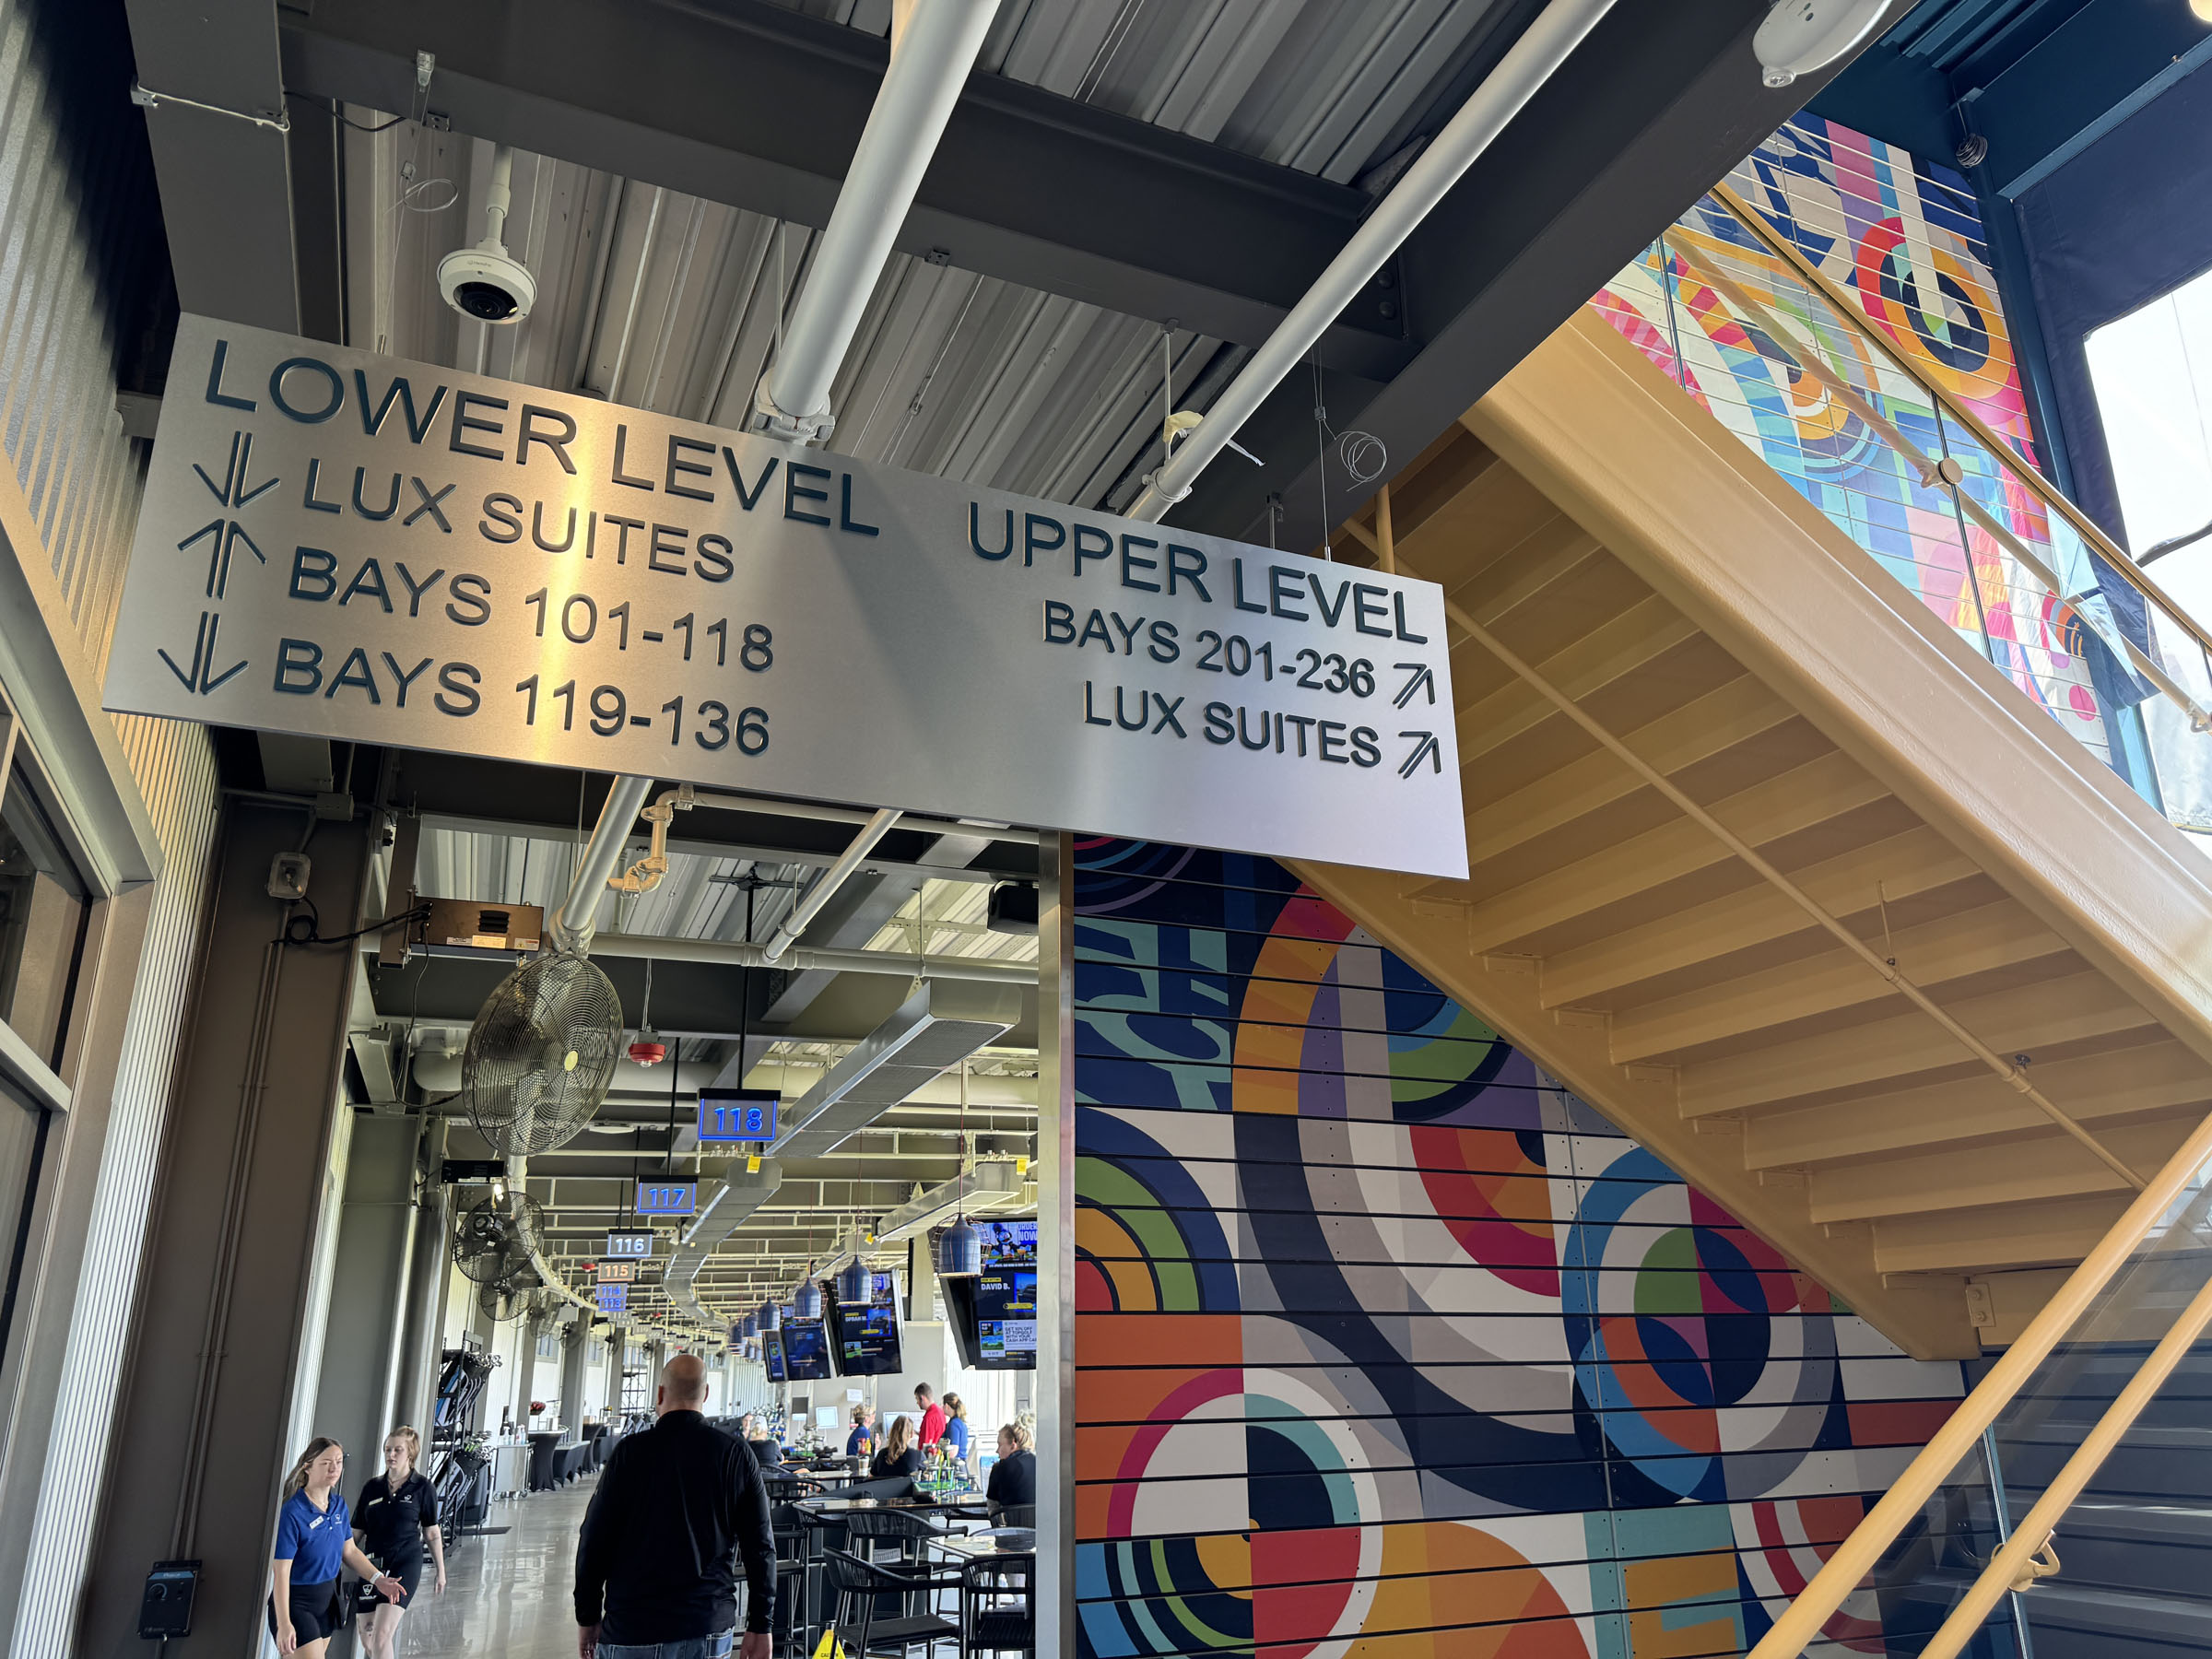 LOWER LEVEL
LUX SUITES
BAYS 101-118
BAYS 119-136
UPPER LEVEL
BAYS 201-236
LUX SUITES
118
117
116
115
DAVID B.